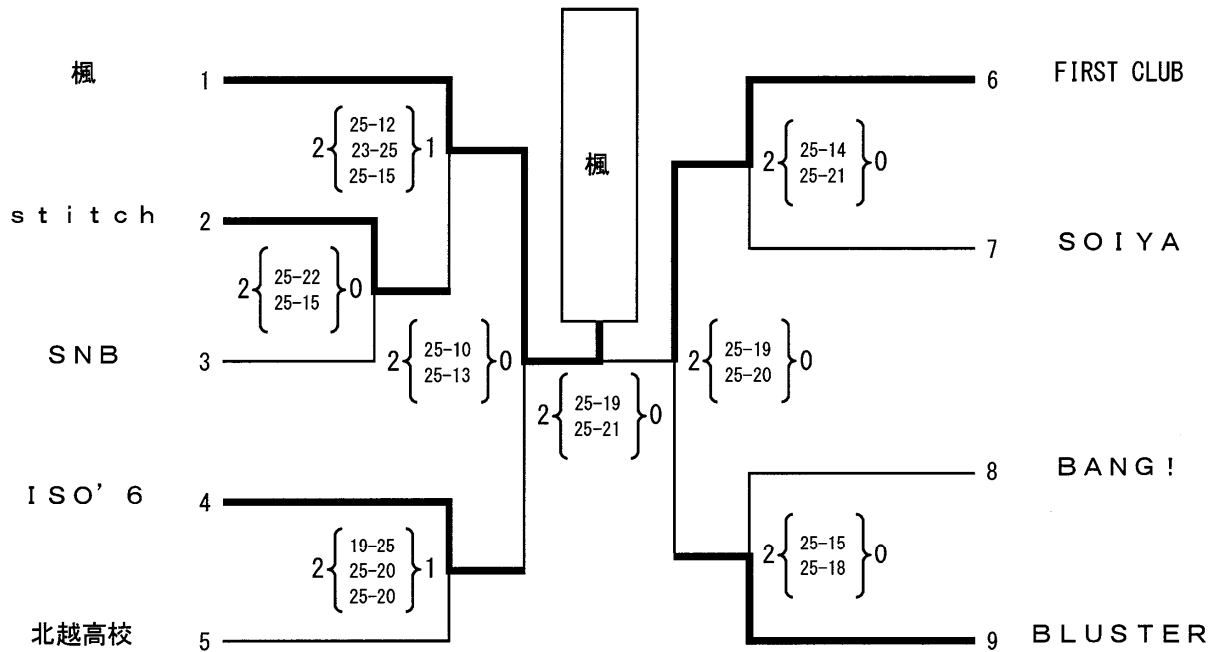 楓 1
25-12
2 23-25 1
25-15
stitch 2
25-22
2 25-15 0
SNB 3
25-10
2 25-13 0
ISO' 6 4
19-25
2 25-20 1
25-20
北越高校 5
楓
25-19
2 25-21 0
6 FIRST CLUB
25-14
2 25-21 0
7 SOIYA
25-19
2 25-20 0
8 BANG!
25-15
2 25-18 0
9 BLUSTER